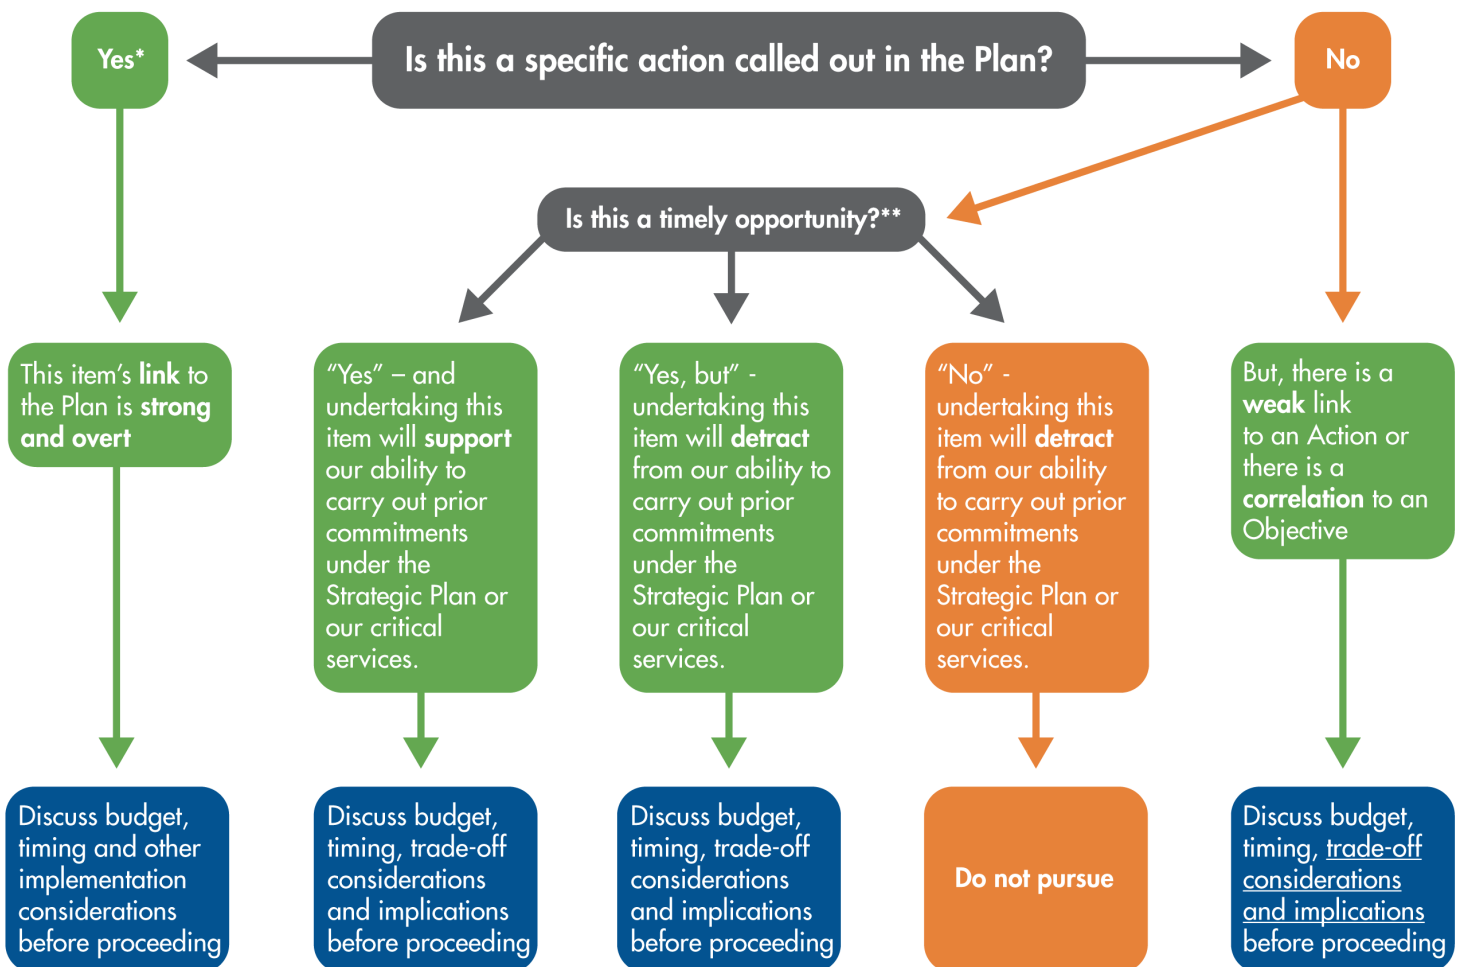 Yes*
Is this a specific action called out in the Plan?
No
Is this a timely opportunity?**
This item's link to
the Plan is strong
and overt
"Yes" – and
undertaking this
item will support
our ability to
carry out prior
commitments
under the
Strategic Plan or
our critical
services.
"Yes, but" -
undertaking this
item will detract
from our ability to
carry out prior
commitments
under the
Strategic Plan or
our critical
services.
"No" -
undertaking this
item will detract
from our ability
to carry out prior
commitments
under the
Strategic Plan or
our critical
services.
But, there is a
weak link
to an Action or
there is a
correlation to an
Objective
Discuss budget,
timing and other
implementation
considerations
before proceeding
Discuss budget,
timing, trade-off
considerations
and implications
before proceeding
Discuss budget,
timing, trade-off
considerations
and implications
before proceeding
Do not pursue
Discuss budget,
timing, trade-off
considerations
and implications
before proceeding